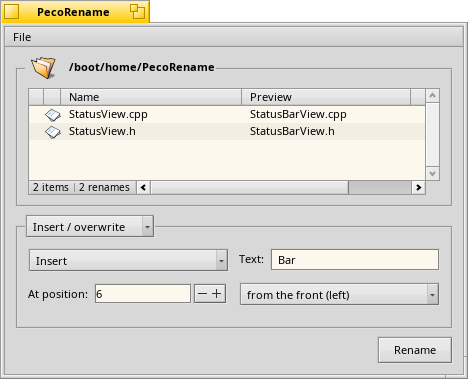 PecoRename
File
/boot/home/PecoRename
Name Preview
StatusView.cpp StatusBarView.cpp
StatusView.h StatusBarView.h
2 items 2 renames
Insert / overwrite
Insert Text: Bar
At position: 6 from the front (left)
Rename